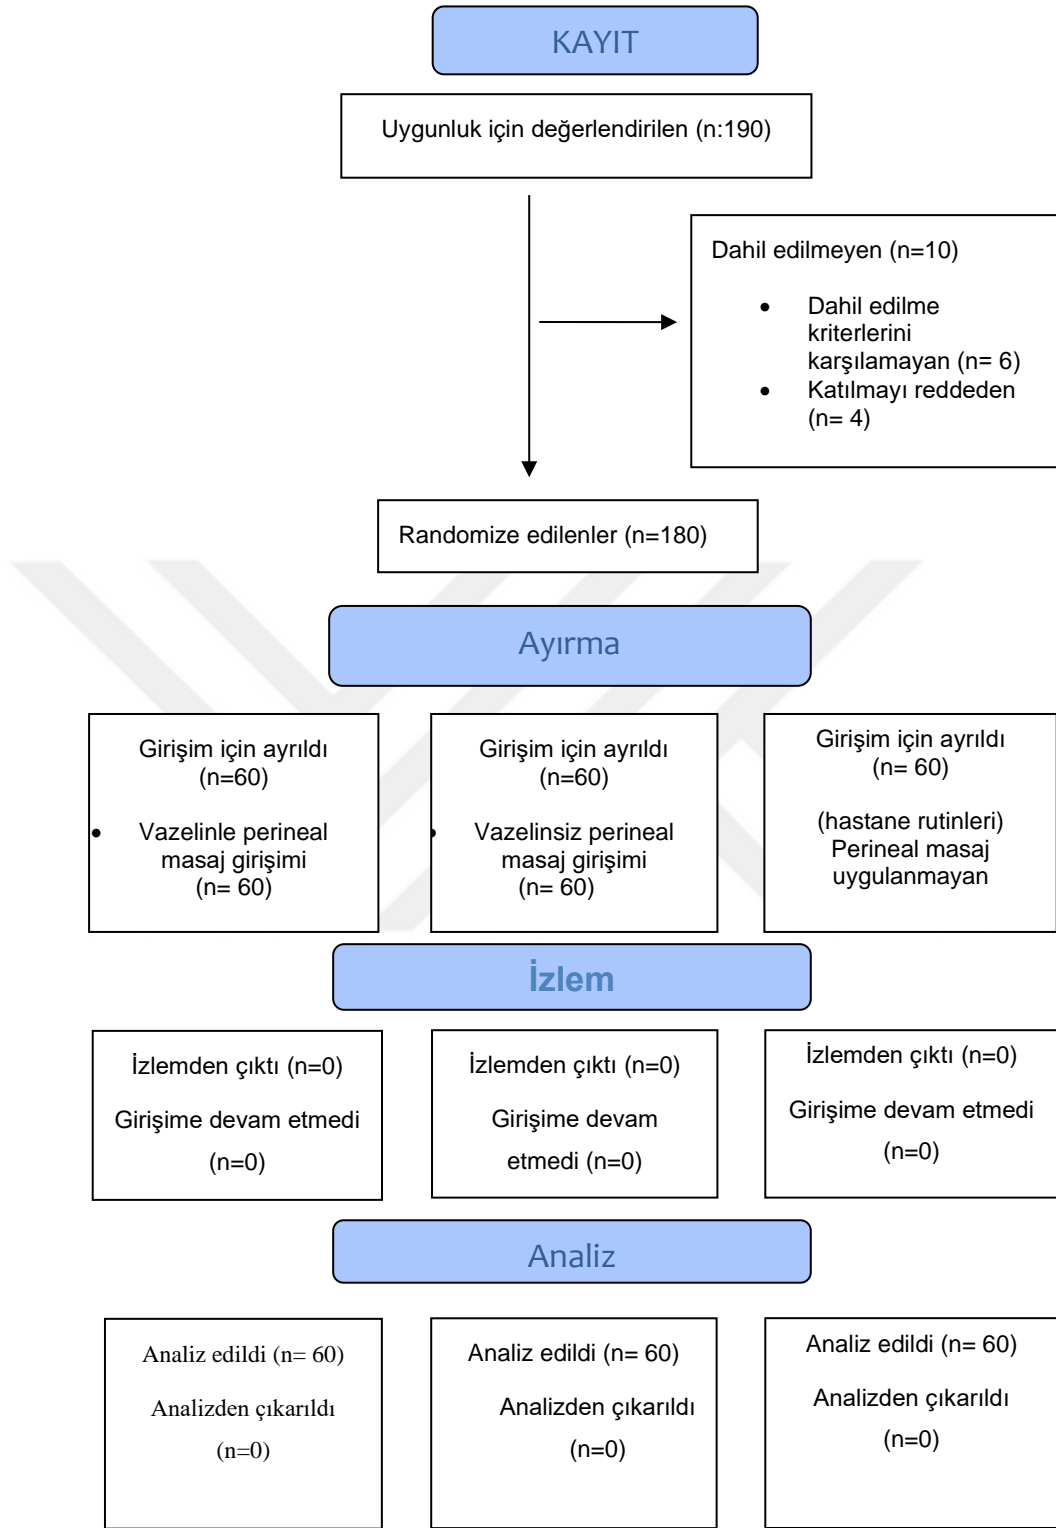 KAYIT
Uygunluk için değerlendirilen (n:190)
Dahil edilmeyen (n=10)
• Dahil edilme
kriterlerini
karşılamayan (n= 6)
• Katılmayı reddeden
(n= 4)
Randomize edilenler (n=180)
Ayırma
Girişim için ayrıldı
(n=60)
• Vazelinle perineal
masaj girişimi
(n= 60)
Girişim için ayrıldı
(n=60)
• Vazelinsiz perineal
masaj girişimi
(n= 60)
Girişim için ayrıldı
(n= 60)
(hastane rutinleri)
Perineal masaj
uygulanmayan
İzlem
İzlemden çıktı (n=0)
Girişime devam etmedi
(n=0)
İzlemden çıktı (n=0)
Girişime devam
etmedi (n=0)
İzlemden çıktı (n=0)
Girişime devam etmedi
(n=0)
Analiz
Analiz edildi (n= 60)
Analizden çıkarıldı
(n=0)
Analiz edildi (n= 60)
Analizden çıkarıldı
(n=0)
Analiz edildi (n= 60)
Analizden çıkarıldı
(n=0)